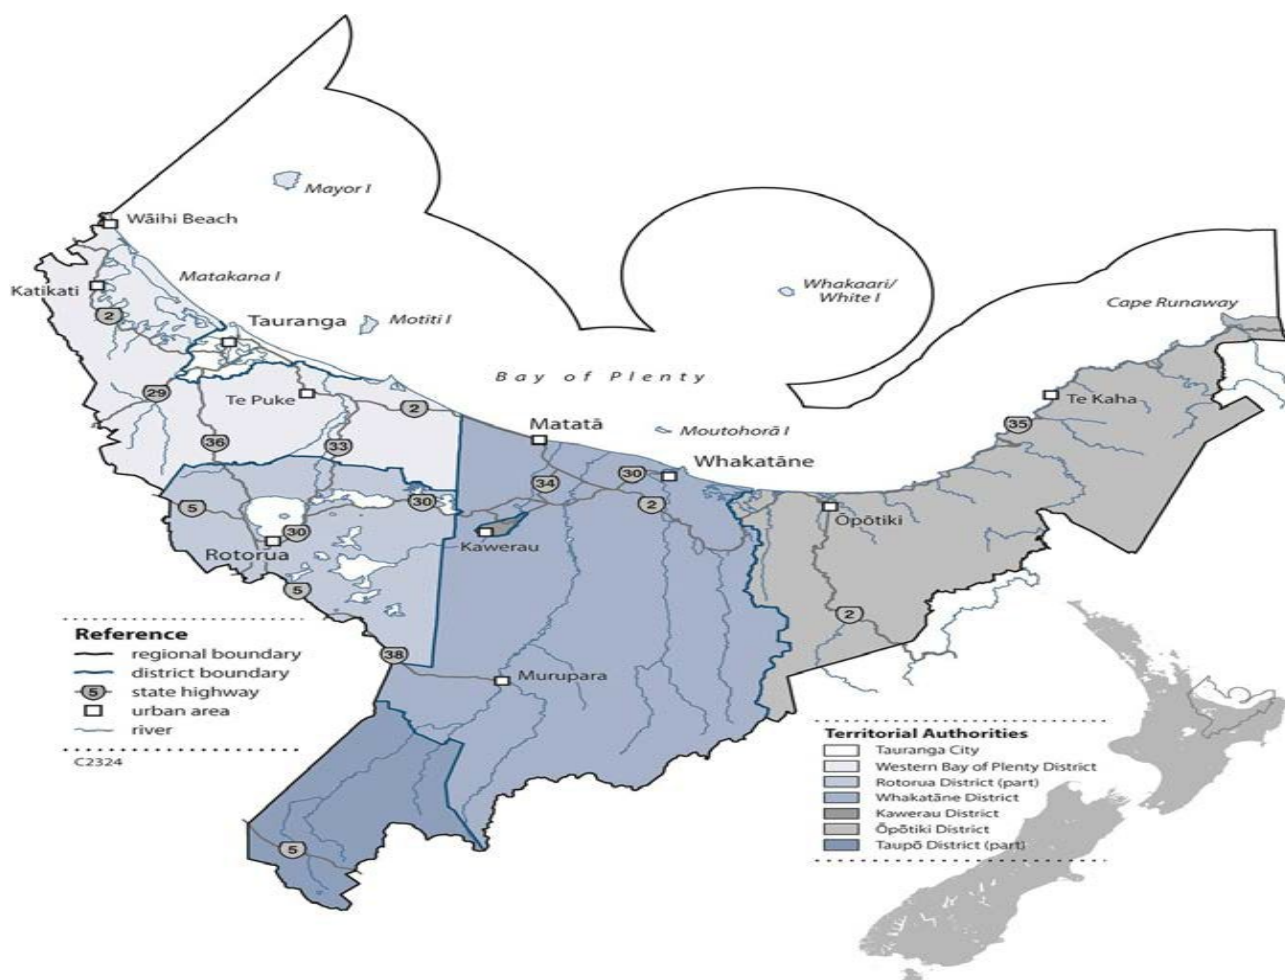 Mayor I
Wāihi Beach
Matakana I
Katikati
Whakaari/
White I
Cape Runaway
2
Tauranga
Motiti I
Bay of Plenty
29
Te Puke
2
Te Kaha
Matatā
Moutohorā I
35
36
33
Whakatāne
30
34
5
30
2
Ōpōtiki
30
Rotorūa
Kawerau
5
2
Reference
regional boundary
district boundary
5 state highway
urban area
river
C2324
38
Murupara
Territorial Authorities
Tauranga City
Western Bay of Plenty District
Rotorua District (part)
Whakatāne District
Kawerau District
Ōpōtiki District
Taupō District (part)
5